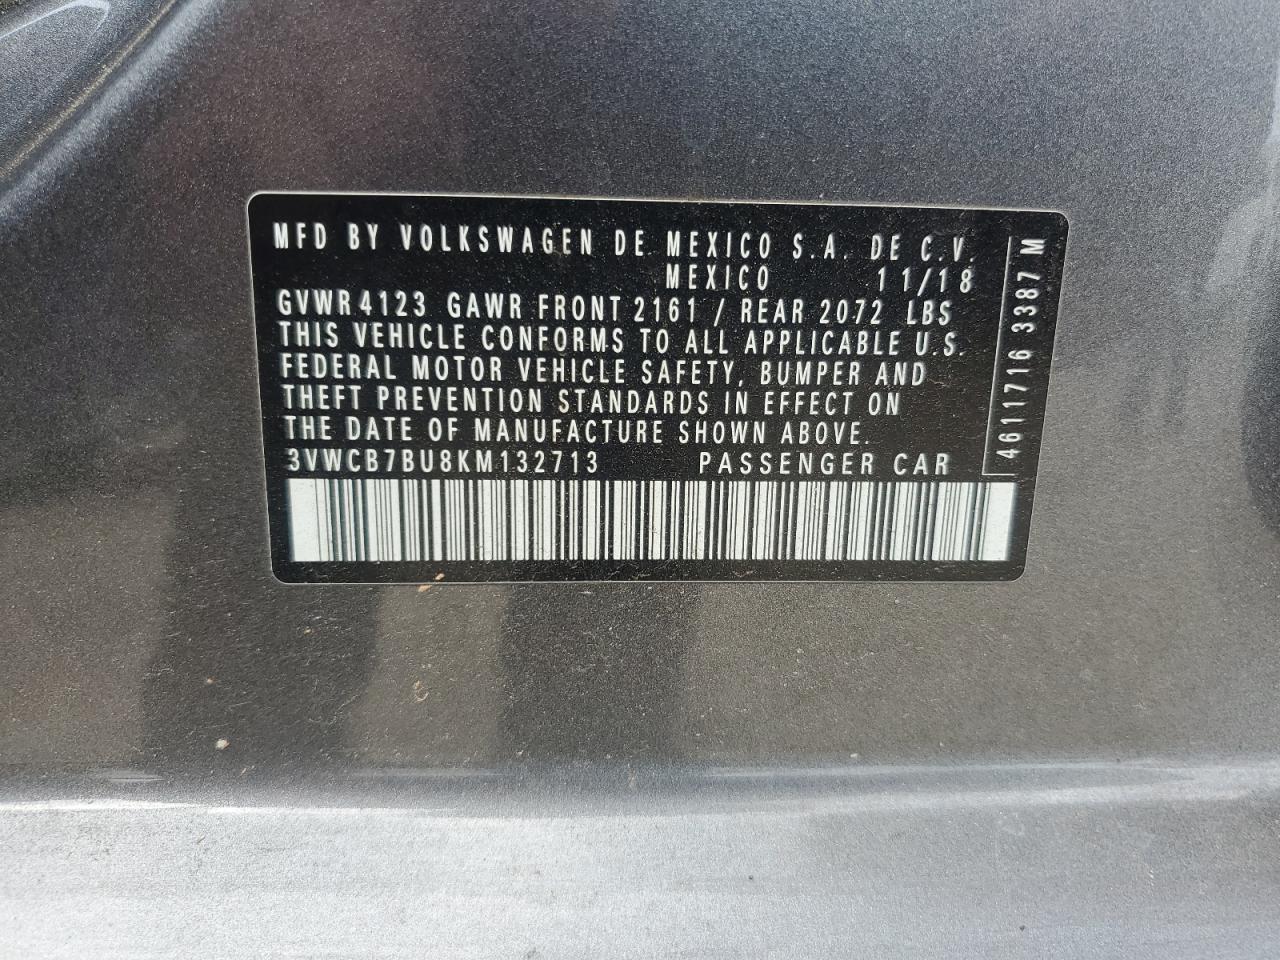 MFD BY VOLKSWAGEN DE MEXICO S.A. DE C.V.
MEXICO 11/18
GVWR 4123 GAWR FRONT 2161 / REAR 2072 LBS
THIS VEHICLE CONFORMS TO ALL APPLICABLE U.S.
FEDERAL MOTOR VEHICLE SAFETY, BUMPER AND
THEFT PREVENTION STANDARDS IN EFFECT ON
THE DATE OF MANUFACTURE SHOWN ABOVE.
3VWCB7BU8KM132713 PASSENGER CAR
4611716 3387 M